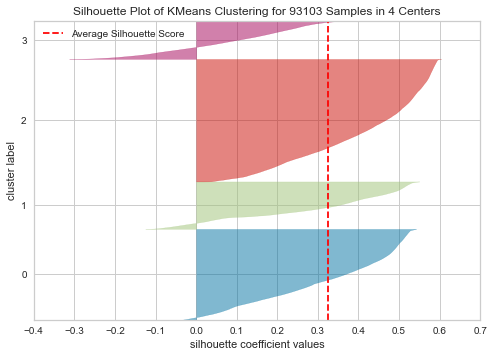 Silhouette Plot of KMeans Clustering for 93103 Samples in 4 Centers
Average Silhouette Score
cluster label
3
2
1
0
-0.4 -0.3 -0.2 -0.1 0.0 0.1 0.2 0.3 0.4 0.5 0.6 0.7
silhouette coefficient values